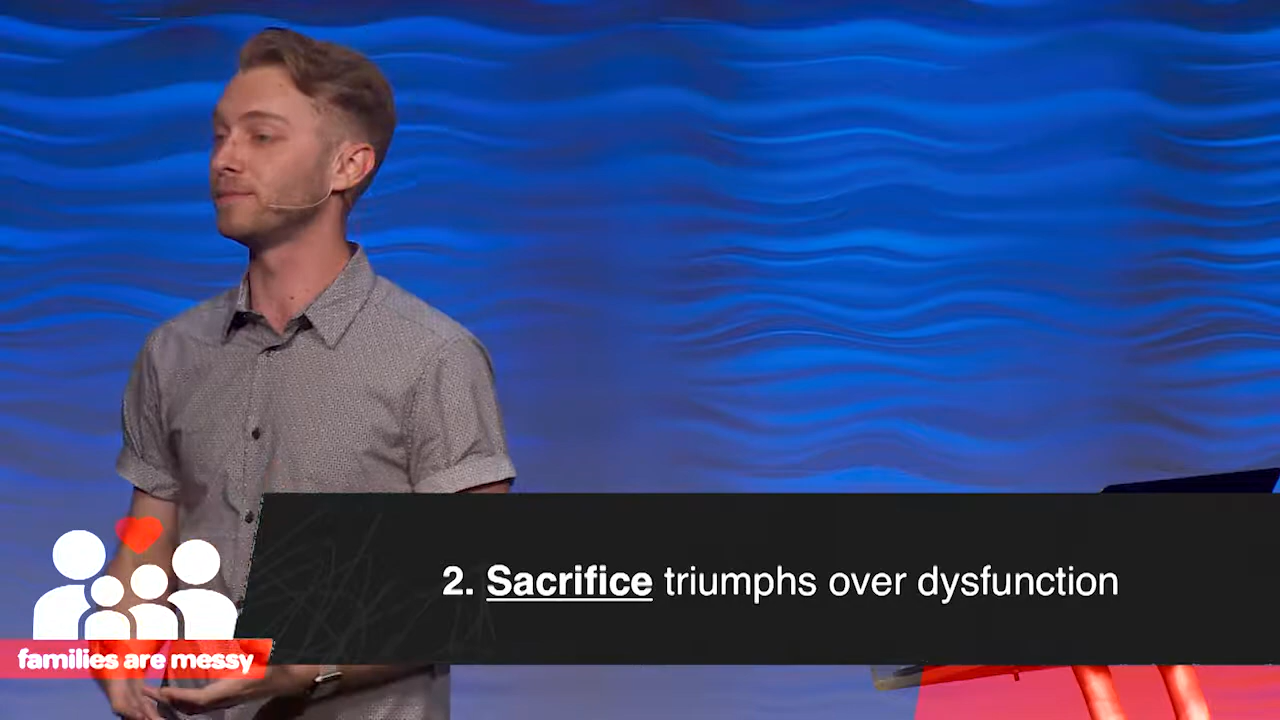 2. Sacrifice triumphs over dysfunction
families are messy